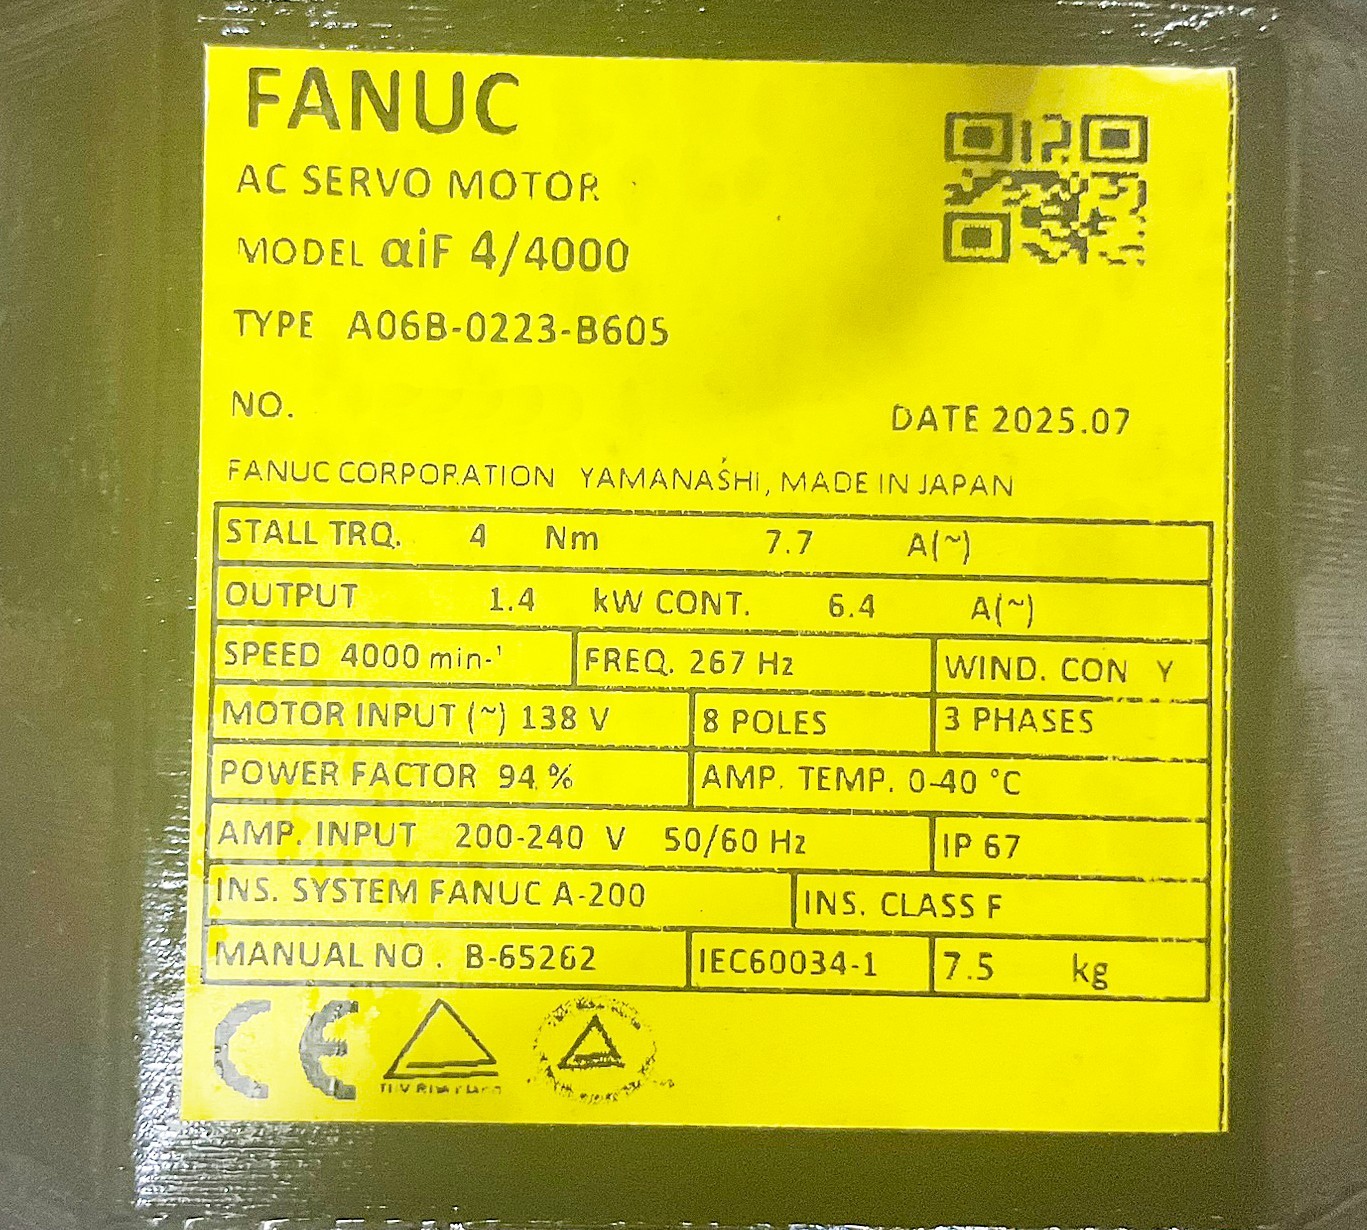 FANUC
AC SERVO MOTOR
MODEL αiF 4/4000
TYPE A06B-0223-B605
NO.
DATE 2025.07
FANUC CORPORATION YAMANASHI, MADE IN JAPAN
STALL TRQ. 4 Nm 7.7 A(~)
OUTPUT 1.4 kW CONT. 6.4 A(~)
SPEED 4000 min-¹ FREQ. 267 Hz WIND. CON Y
MOTOR INPUT (~) 138 V 8 POLES 3 PHASES
POWER FACTOR 94 % AMP. TEMP. 0-40 °C
AMP. INPUT 200-240 V 50/60 Hz IP 67
INS. SYSTEM FANUC A-200 INS. CLASS F
MANUAL NO. B-65262 IEC60034-1 7.5 kg
CE